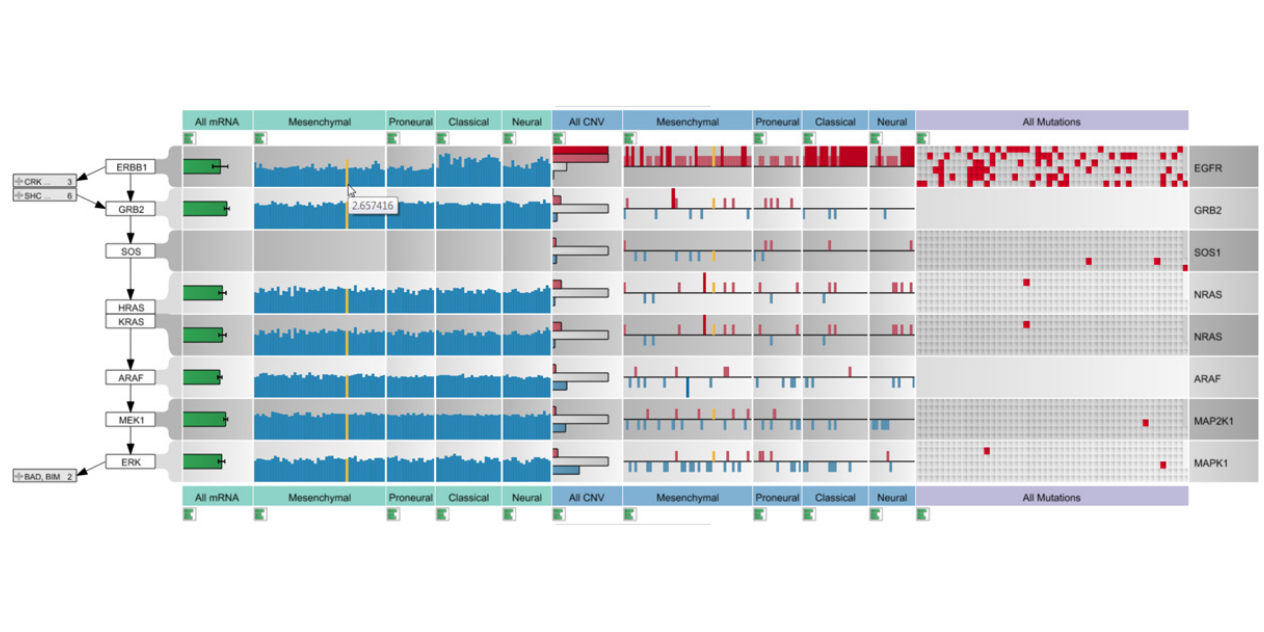 All mRNA Mesenchymal Proneural Classical Neural All CNV Mesenchymal Proneural Classical Neural All Mutations
ERBB1 EGFR
CRK ... 3
SHC ... 6
2.657416
GRB2 GRB2
SOS SOS1
HRAS NRAS
KRAS NRAS
ARAF ARAF
MEK1 MAP2K1
ERK MAPK1
BAD, BIM 2
All mRNA Mesenchymal Proneural Classical Neural All CNV Mesenchymal Proneural Classical Neural All Mutations